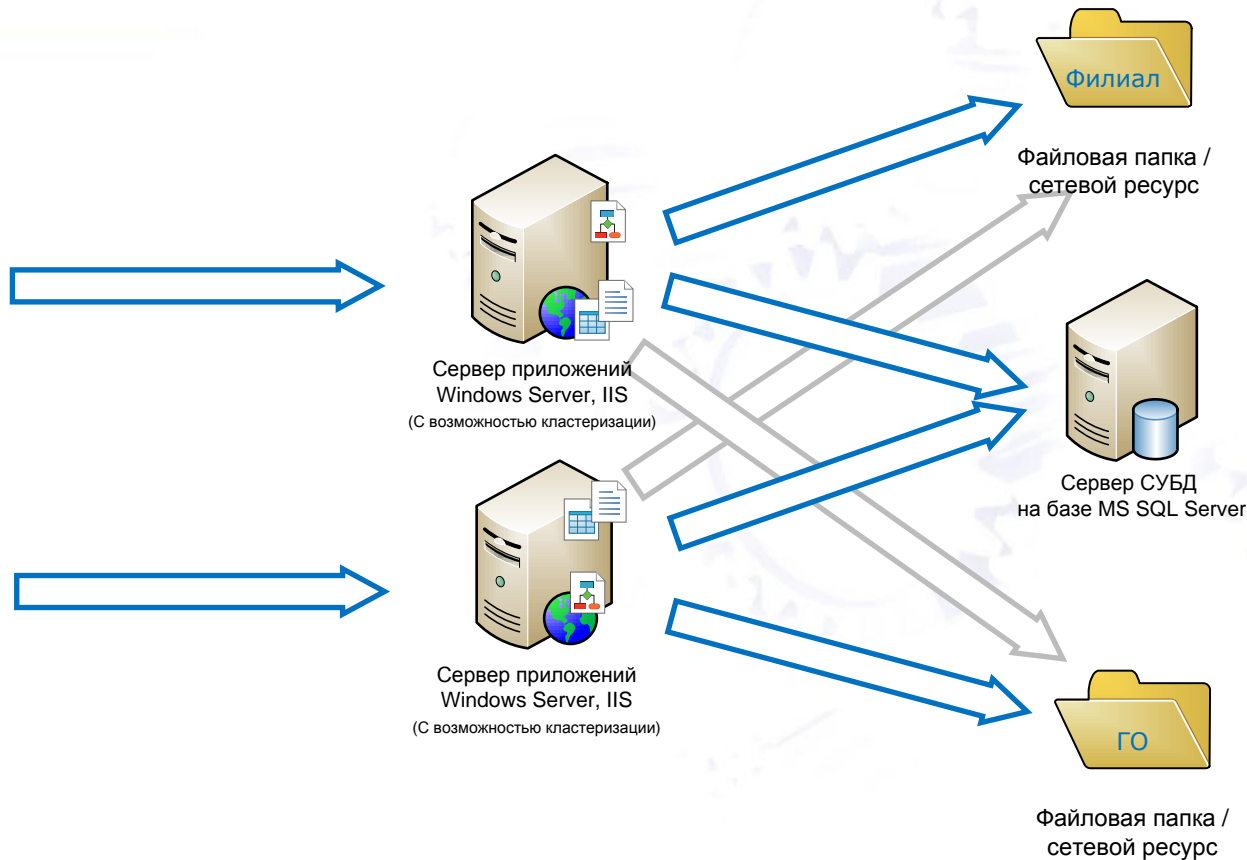 Филиал
Файловая папка /
сетевой ресурс
Сервер приложений
Windows Server, IIS
(С возможностью кластеризации)
Сервер СУБД
на базе MS SQL Server
Сервер приложений
Windows Server, IIS
(С возможностью кластеризации)
ГО
Файловая папка /
сетевой ресурс